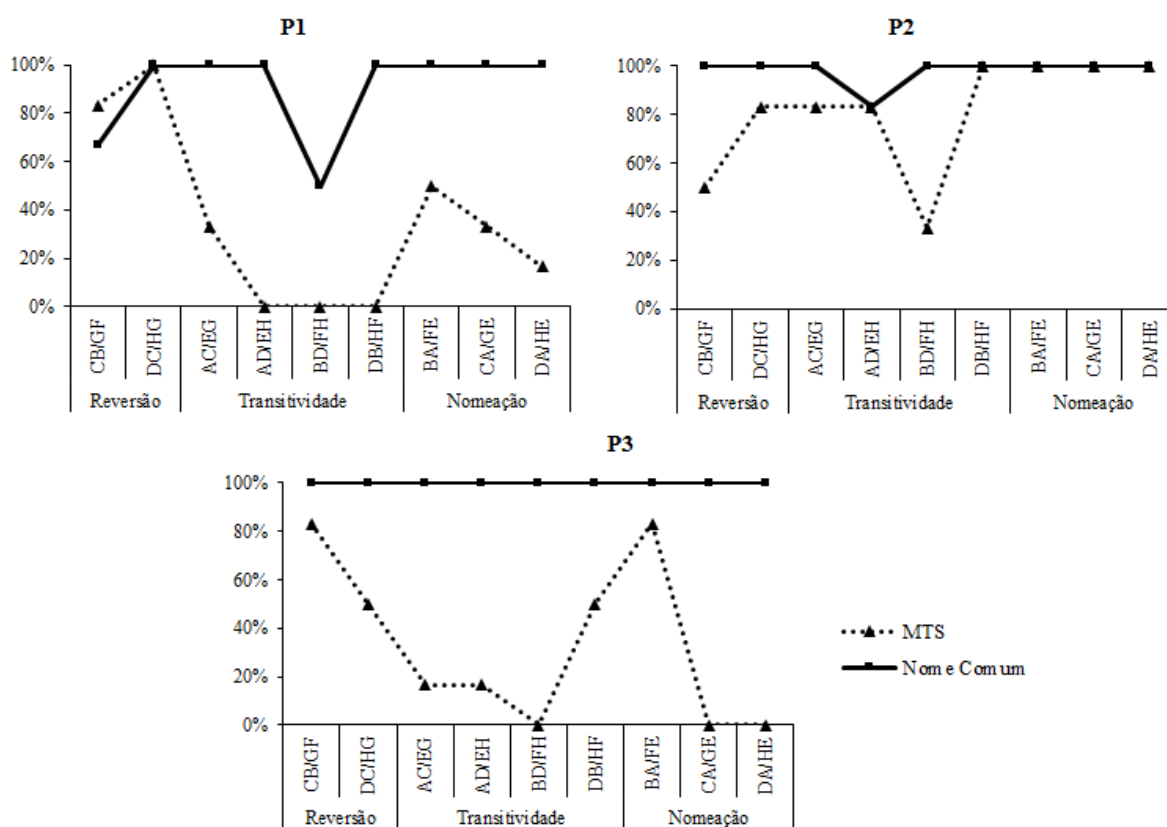 P1
100%
80%
60%
40%
20%
0%
CB/GF
DC/HG
AC/EG
AD/EH
BD/FH
DB/HF
BA/FE
CA/GE
DA/HE
Reversão Transitividade Nomeação
P2
100%
80%
60%
40%
20%
0%
CB/GF
DC/HG
AC/EG
AD/EH
BD/FH
DB/HF
BA/FE
CA/GE
DA/HE
Reversão Transitividade Nomeação
P3
100%
80%
60%
40%
20%
0%
CB/GF
DC/HG
AC/EG
AD/EH
BD/FH
DB/HF
BA/FE
CA/GE
DA/HE
Reversão Transitividade Nomeação
MTS
Nome Comum